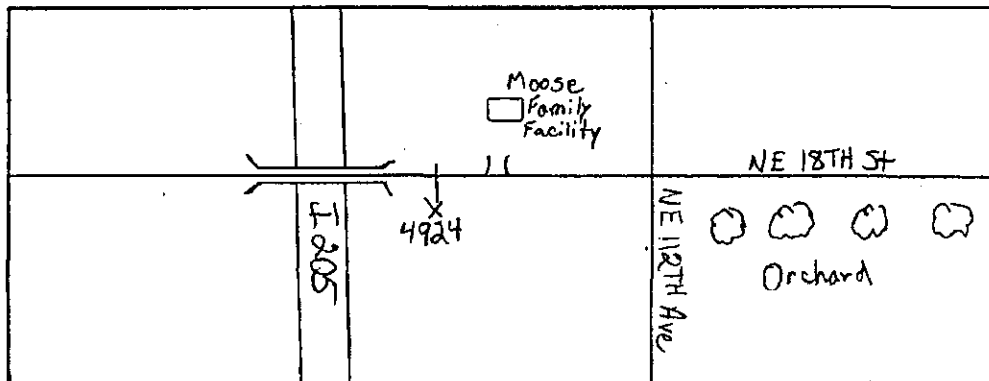 Moose
Family
Facility
NE 18TH St
I 205
X
4924
NE 112TH Ave
Orchard